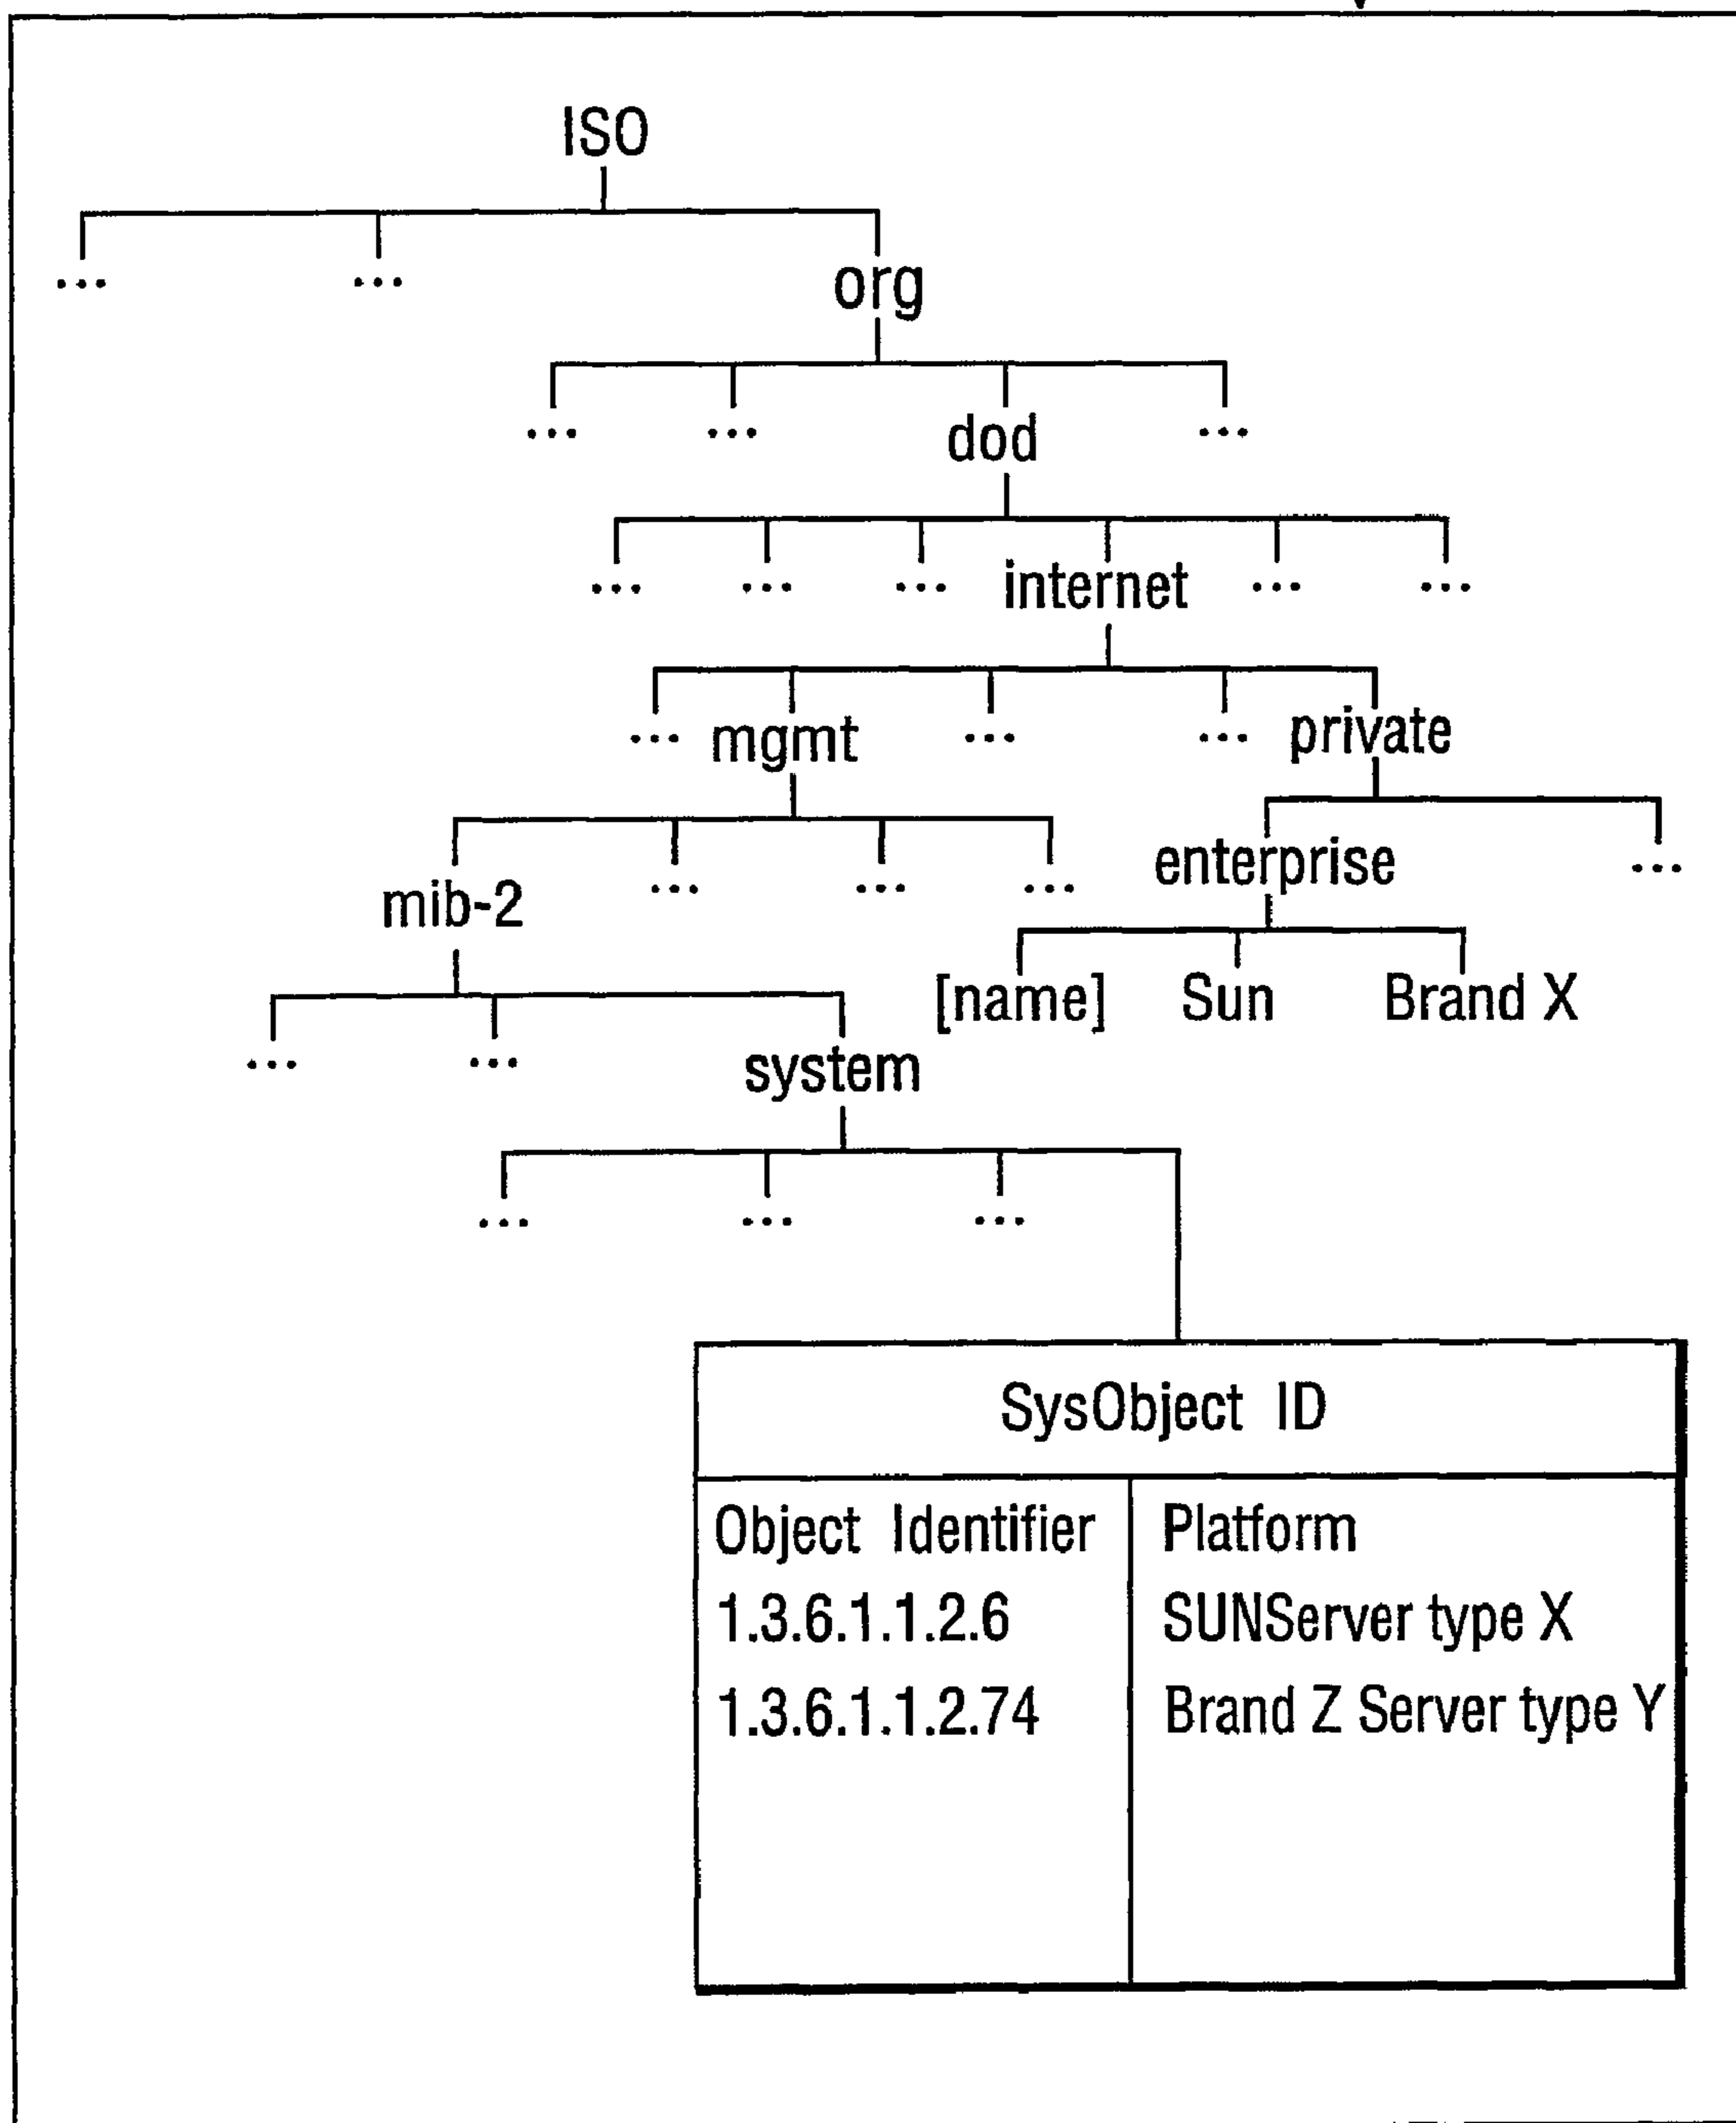 ISO
... ... org
... ... dod ...
... ... ... internet ... ...
... mgmt ... ... private
mib-2 ... ... ... enterprise ...
[name] Sun Brand X
... ... system
... ... ...
SysObject ID
Object Identifier Platform
1.3.6.1.1.2.6 SUNServer type X
1.3.6.1.1.2.74 Brand Z Server type Y